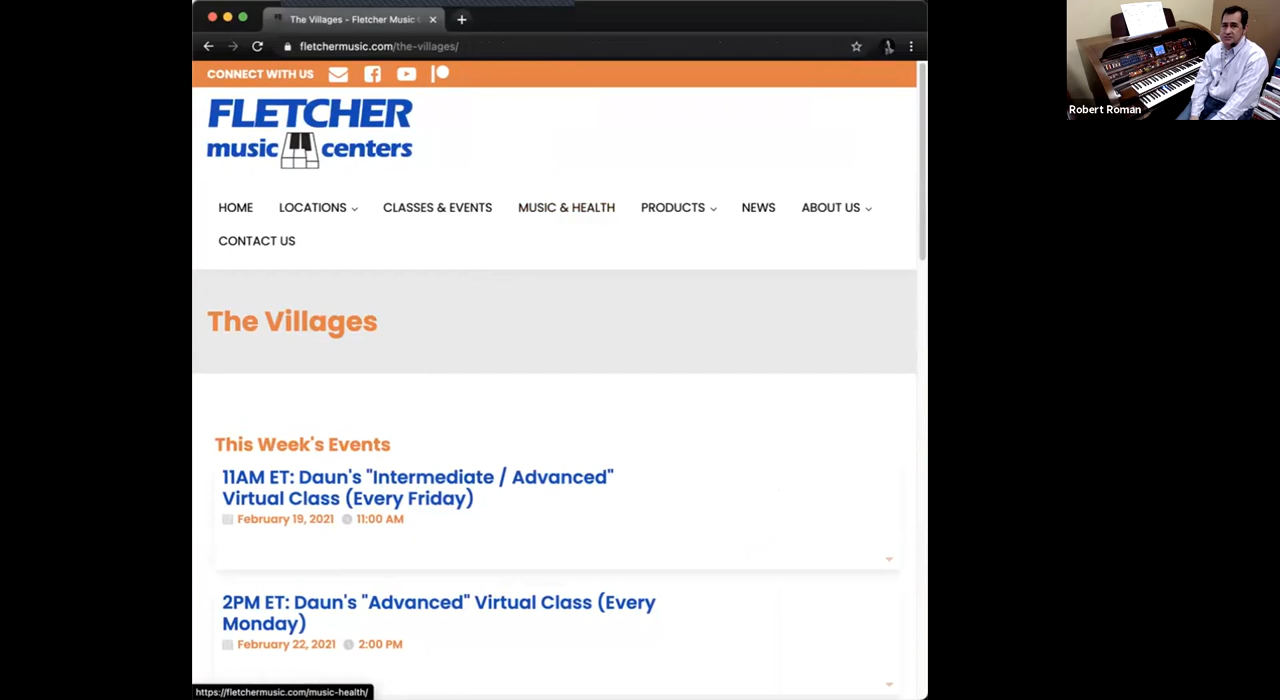 The Villages - Fletcher Music
fletchermusic.com/the-villages/
CONNECT WITH US
FLETCHER
music centers
HOME LOCATIONS CLASSES & EVENTS MUSIC & HEALTH PRODUCTS NEWS ABOUT US
CONTACT US
The Villages
This Week's Events
11AM ET: Daun's "Intermediate / Advanced"
Virtual Class (Every Friday)
February 19, 2021 11:00 AM
2PM ET: Daun's "Advanced" Virtual Class (Every
Monday)
February 22, 2021 2:00 PM
https://fletchermusic.com/music-health/
Robert Roman